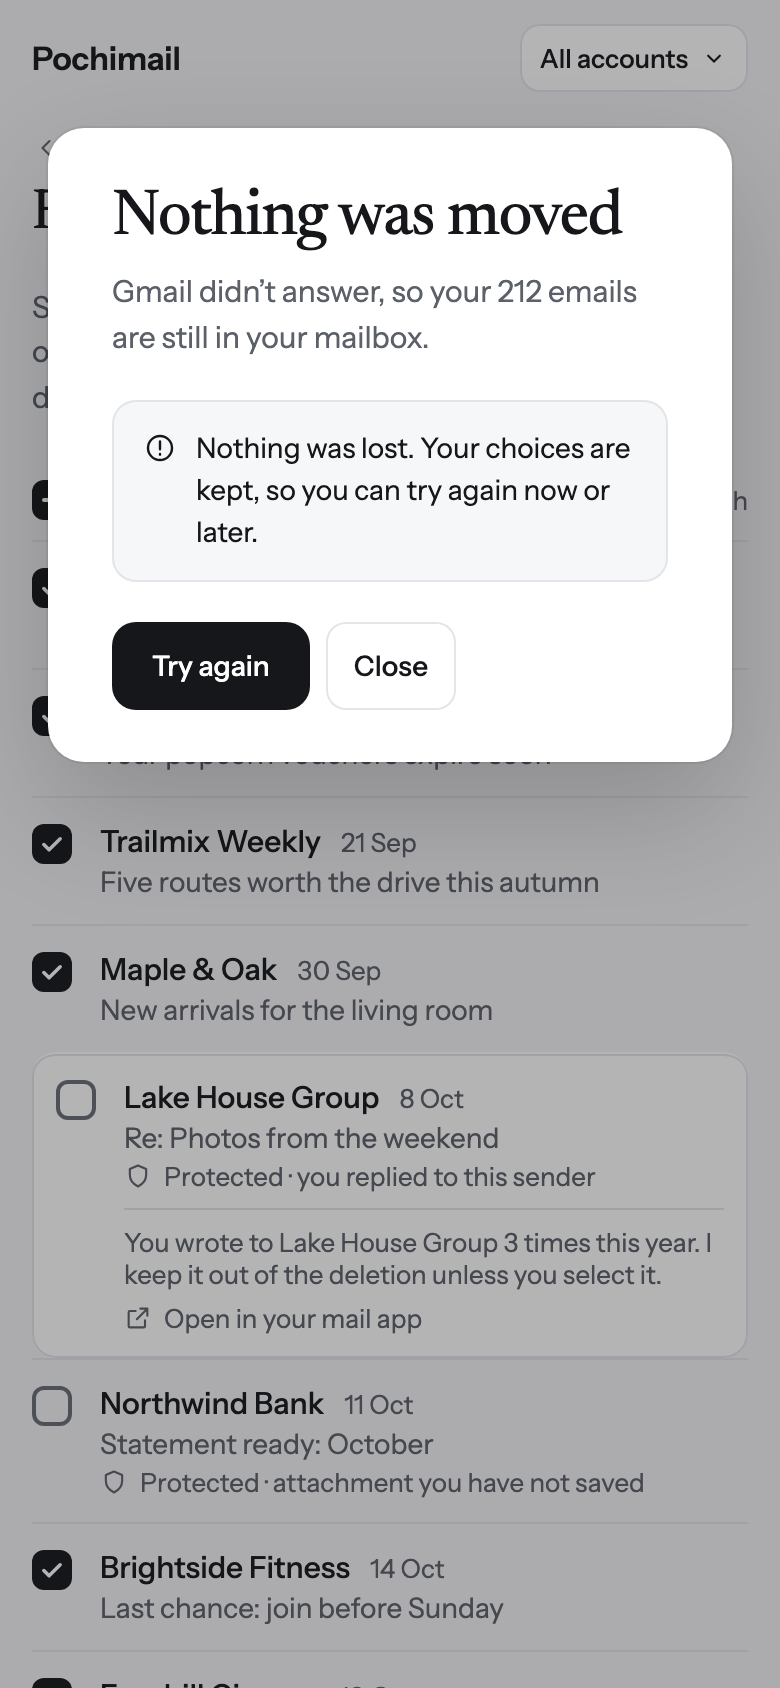 Pochimail
All accounts
Nothing was moved
Gmail didn’t answer, so your 212 emails
are still in your mailbox.
Nothing was lost. Your choices are
kept, so you can try again now or
later.
Try again
Close
Trailmix Weekly 21 Sep
Five routes worth the drive this autumn
Maple & Oak 30 Sep
New arrivals for the living room
Lake House Group 8 Oct
Re: Photos from the weekend
Protected · you replied to this sender
You wrote to Lake House Group 3 times this year. I
keep it out of the deletion unless you select it.
Open in your mail app
Northwind Bank 11 Oct
Statement ready: October
Protected · attachment you have not saved
Brightside Fitness 14 Oct
Last chance: join before Sunday